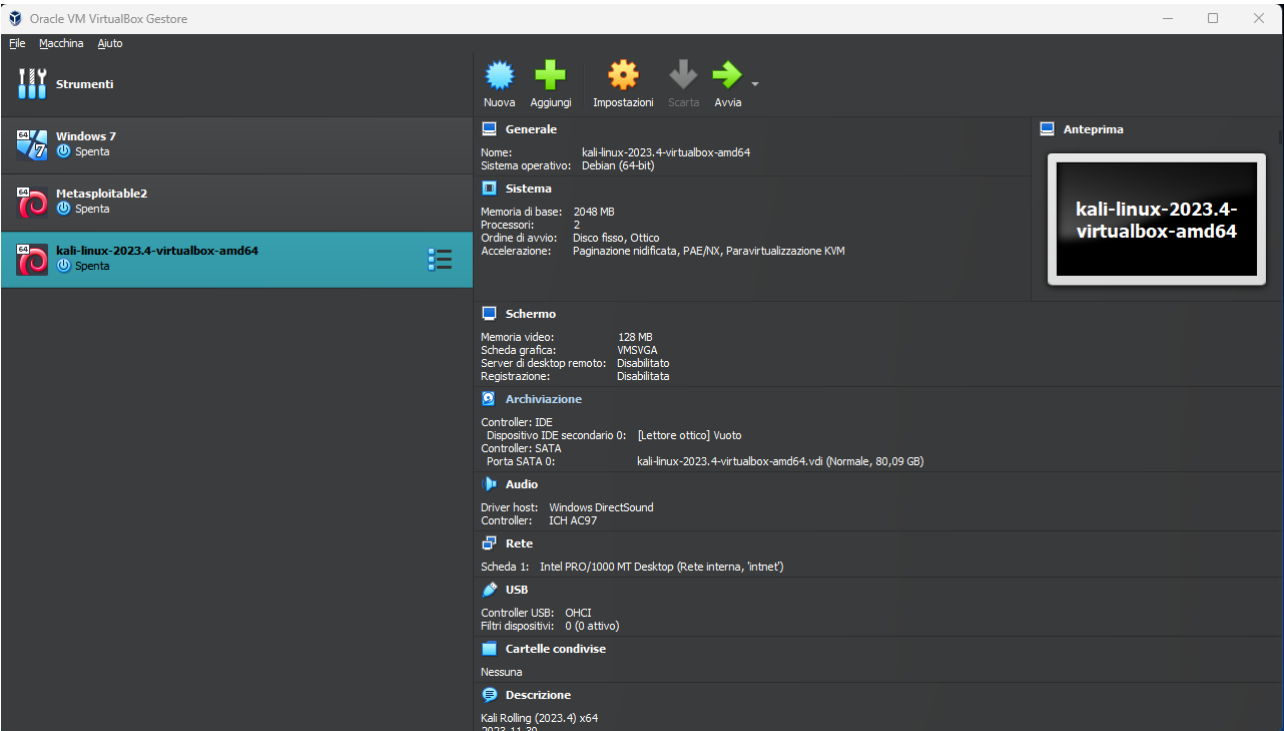 Oracle VM VirtualBox Gestore
File Macchina Aiuto
Strumenti
64
Windows 7
Spenta
64
Metasploitable2
Spenta
64
kali-linux-2023.4-virtualbox-amd64
Spenta
Nuova Aggiungi Impostazioni Scarta Avvia
Generale
Nome: kali-linux-2023.4-virtualbox-amd64
Sistema operativo: Debian (64-bit)
Anteprima
kali-linux-2023.4-
virtualbox-amd64
Sistema
Memoria di base: 2048 MB
Processori: 2
Ordine di avvio: Disco fisso, Ottico
Accelerazione: Paginazione nidificata, PAE/NX, Paravirtualizzazione KVM
Schermo
Memoria video: 128 MB
Scheda grafica: VMSVGA
Server di desktop remoto: Disabilitato
Registrazione: Disabilitata
Archiviazione
Controller: IDE
Dispositivo IDE secondario 0: [Lettore ottico] Vuoto
Controller: SATA
Porta SATA 0: kali-linux-2023.4-virtualbox-amd64.vdi (Normale, 80,09 GB)
Audio
Driver host: Windows DirectSound
Controller: ICH AC97
Rete
Scheda 1: Intel PRO/1000 MT Desktop (Rete interna, 'intnet')
USB
Controller USB: OHCI
Filtri dispositivi: 0 (0 attivo)
Cartelle condivise
Nessuna
Descrizione
Kali Rolling (2023.4) x64
2023-11-30